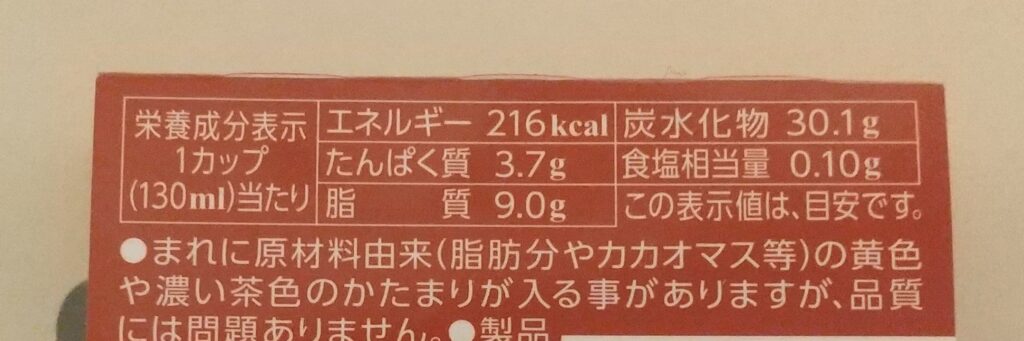 栄養成分表示
1カップ
(130ml)当たり
エネルギー 216kcal
たんぱく質 3.7g
脂質 9.0g
炭水化物 30.1g
食塩相当量 0.10g
この表示値は、目安です。
●まれに原材料由来(脂肪分やカカオマス等)の黄色
や濃い茶色のかたまりが入る事がありますが、品質
には問題ありません。●製品